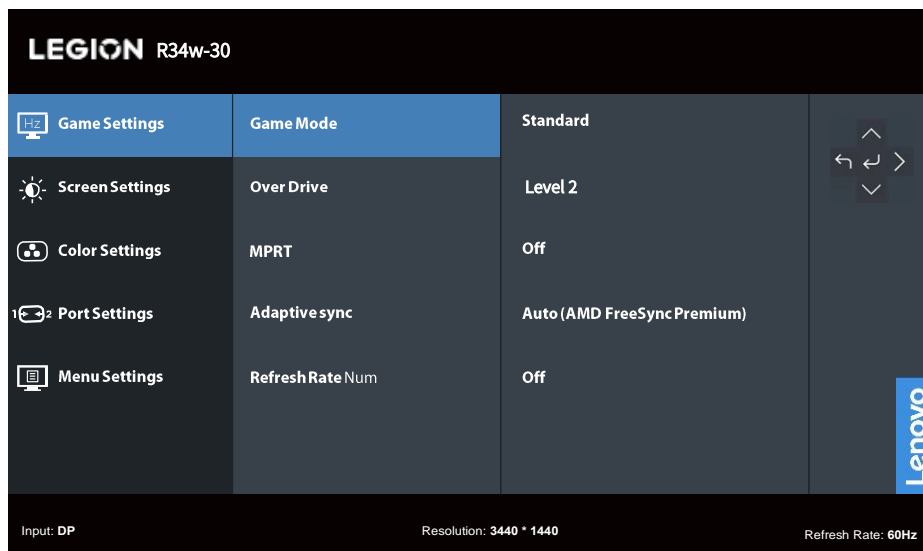 LEGION R34w-30
Hz Game Settings Game Mode Standard
Screen Settings Over Drive Level 2
Color Settings MPRT Off
1 2 Port Settings Adaptive sync Auto (AMD FreeSync Premium)
Menu Settings Refresh Rate Num Off
Lenovo
Input: DP Resolution: 3440 * 1440 Refresh Rate: 60Hz